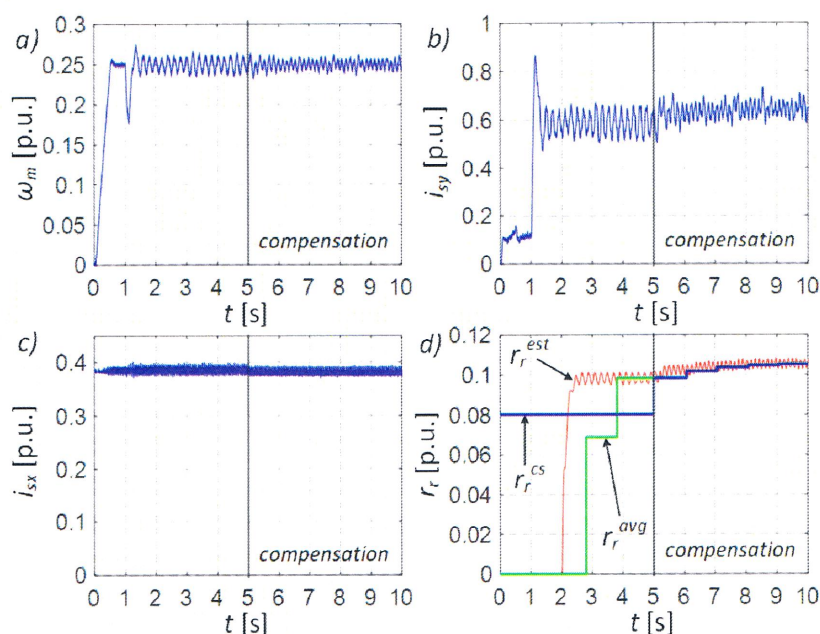 a)
0.30
0.25
0.20
0.15
0.10
0.05
0
ω_m [p.u.]
compensation
0 1 2 3 4 5 6 7 8 9 10
t [s]
b)
1
0.8
0.6
0.4
0.2
0
i_sy [p.u.]
compensation
0 1 2 3 4 5 6 7 8 9 10
t [s]
c)
0.4
0.3
0.2
0.1
0
i_sx [p.u.]
compensation
0 1 2 3 4 5 6 7 8 9 10
t [s]
d)
0.12
0.1
0.08
0.06
0.04
0.02
0
r_r [p.u.]
r_r^est
r_r^cs
r_r^avg
compensation
0 1 2 3 4 5 6 7 8 9 10
t [s]